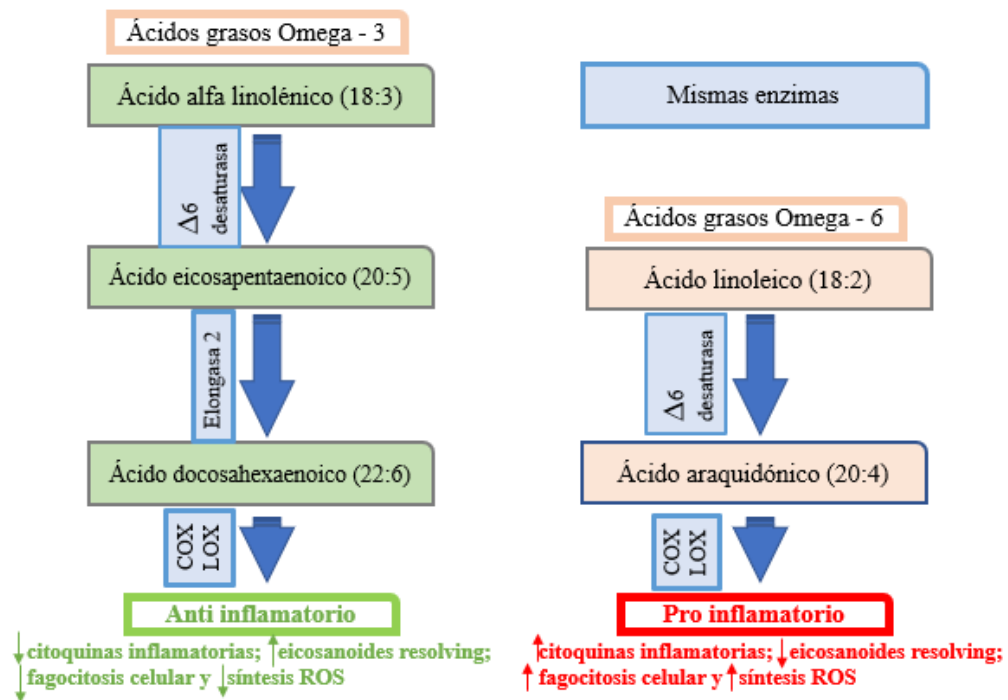 Ácidos grasos Omega - 3
Ácido alfa linolénico (18:3)
Δ6
desaturasa
Ácido eicosapentaenoico (20:5)
Elongasa 2
Ácido docosahexaenoico (22:6)
COX
LOX
Anti inflamatorio
↓citoquinas inflamatorias; ↑eicosanoides resolving;
↓fagocitosis celular y ↓síntesis ROS
Mismas enzimas
Ácidos grasos Omega - 6
Ácido linoleico (18:2)
Δ6
desaturasa
Ácido araquidónico (20:4)
COX
LOX
Pro inflamatorio
↑citoquinas inflamatorias; ↓eicosanoides resolving;
↑ fagocitosis celular y ↑síntesis ROS